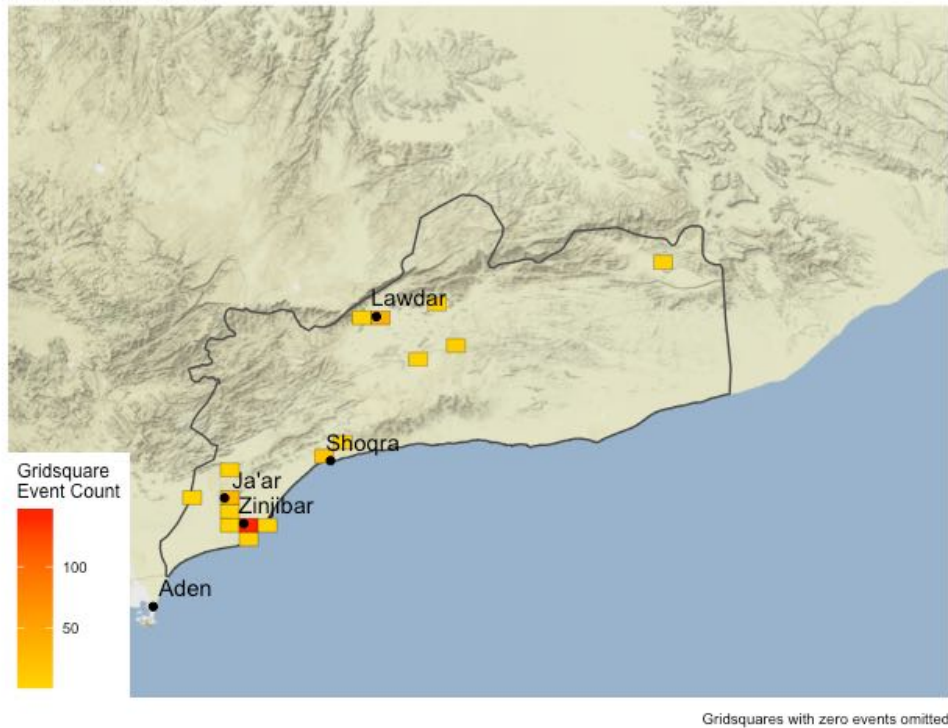 Lawdar
Shoqra
Gridsquare
Event Count
Ja'ar
Zinjibar
100
Aden
50
Gridsquares with zero events omitted